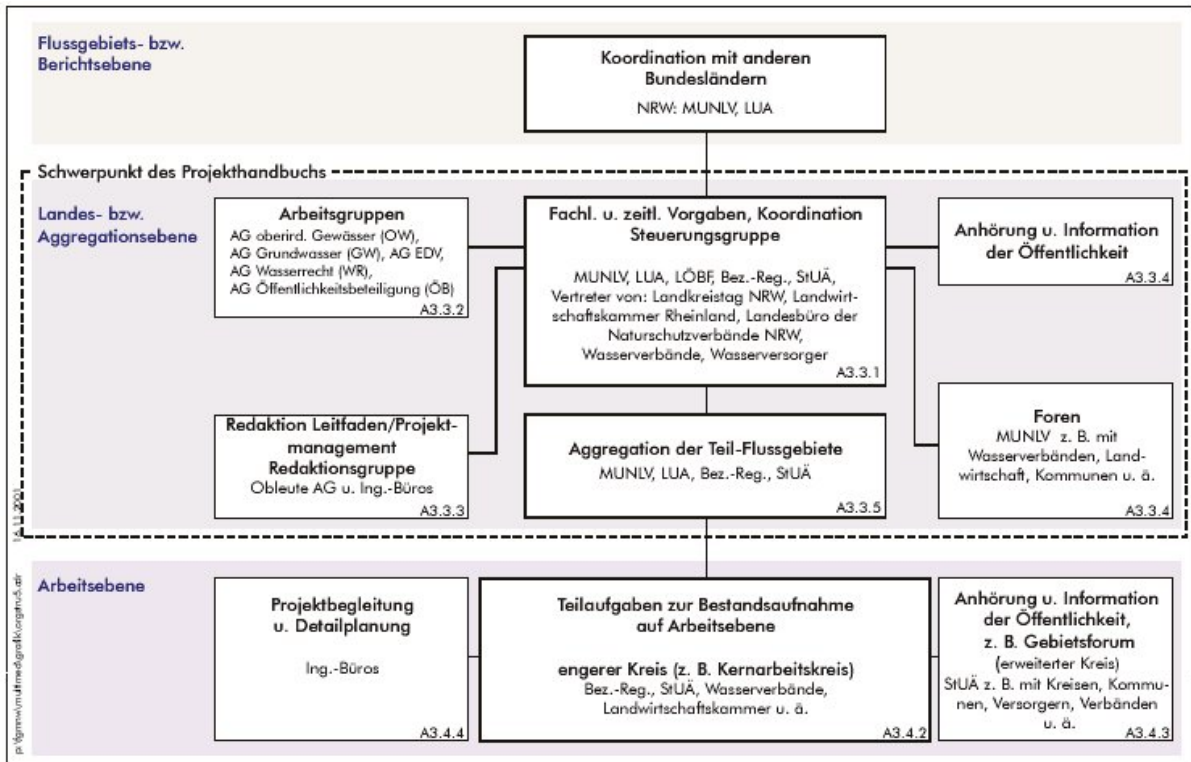 Flussgebiets- bzw.
Berichtsebene
Koordination mit anderen
Bundesländern
NRW: MUNLV, LUA
Schwerpunkt des Projekthandbuchs
Landes- bzw.
Aggregationsebene
Arbeitsgruppen
AG oberird. Gewässer (OW),
AG Grundwasser (GW), AG EDV,
AG Wasserrecht (WR),
AG Öffentlichkeitsbeteiligung (ÖB)
A3.3.2
Fachl. u. zeitl. Vorgaben, Koordination
Steuerungsgruppe
MUNLV, LUA, LÖBF, Bez.-Reg., StUÄ,
Vertreter von: Landkreistag NRW, Landwirt-
schaftskammer Rheinland, Landesbüro der
Naturschutzverbände NRW,
Wasserverbände, Wasserversorger
A3.3.1
Anhörung u. Information
der Öffentlichkeit
A3.3.4
Redaktion Leitfaden/Projekt-
management
Redaktionsgruppe
Obleute AG u. Ing.-Büros
A3.3.3
Aggregation der Teil-Flussgebiete
MUNLV, LUA, Bez.-Reg., StUÄ
A3.3.5
Foren
MUNLV z. B. mit
Wasserverbänden, Land-
wirtschaft, Kommunen u. ä.
A3.3.4
Arbeitsebene
Projektbegleitung
u. Detailplanung
Ing.-Büros
A3.4.4
Teilaufgaben zur Bestandsaufnahme
auf Arbeitsebene
engerer Kreis (z. B. Kernarbeitskreis)
Bez.-Reg., StUÄ, Wasserverbände,
Landwirtschaftskammer u. ä.
A3.4.2
Anhörung u. Information
der Öffentlichkeit,
z. B. Gebietsforum
(erweiterter Kreis)
StUÄ z. B. mit Kreisen, Kommu-
nen, Versorgern, Verbänden
u. ä.
A3.4.3